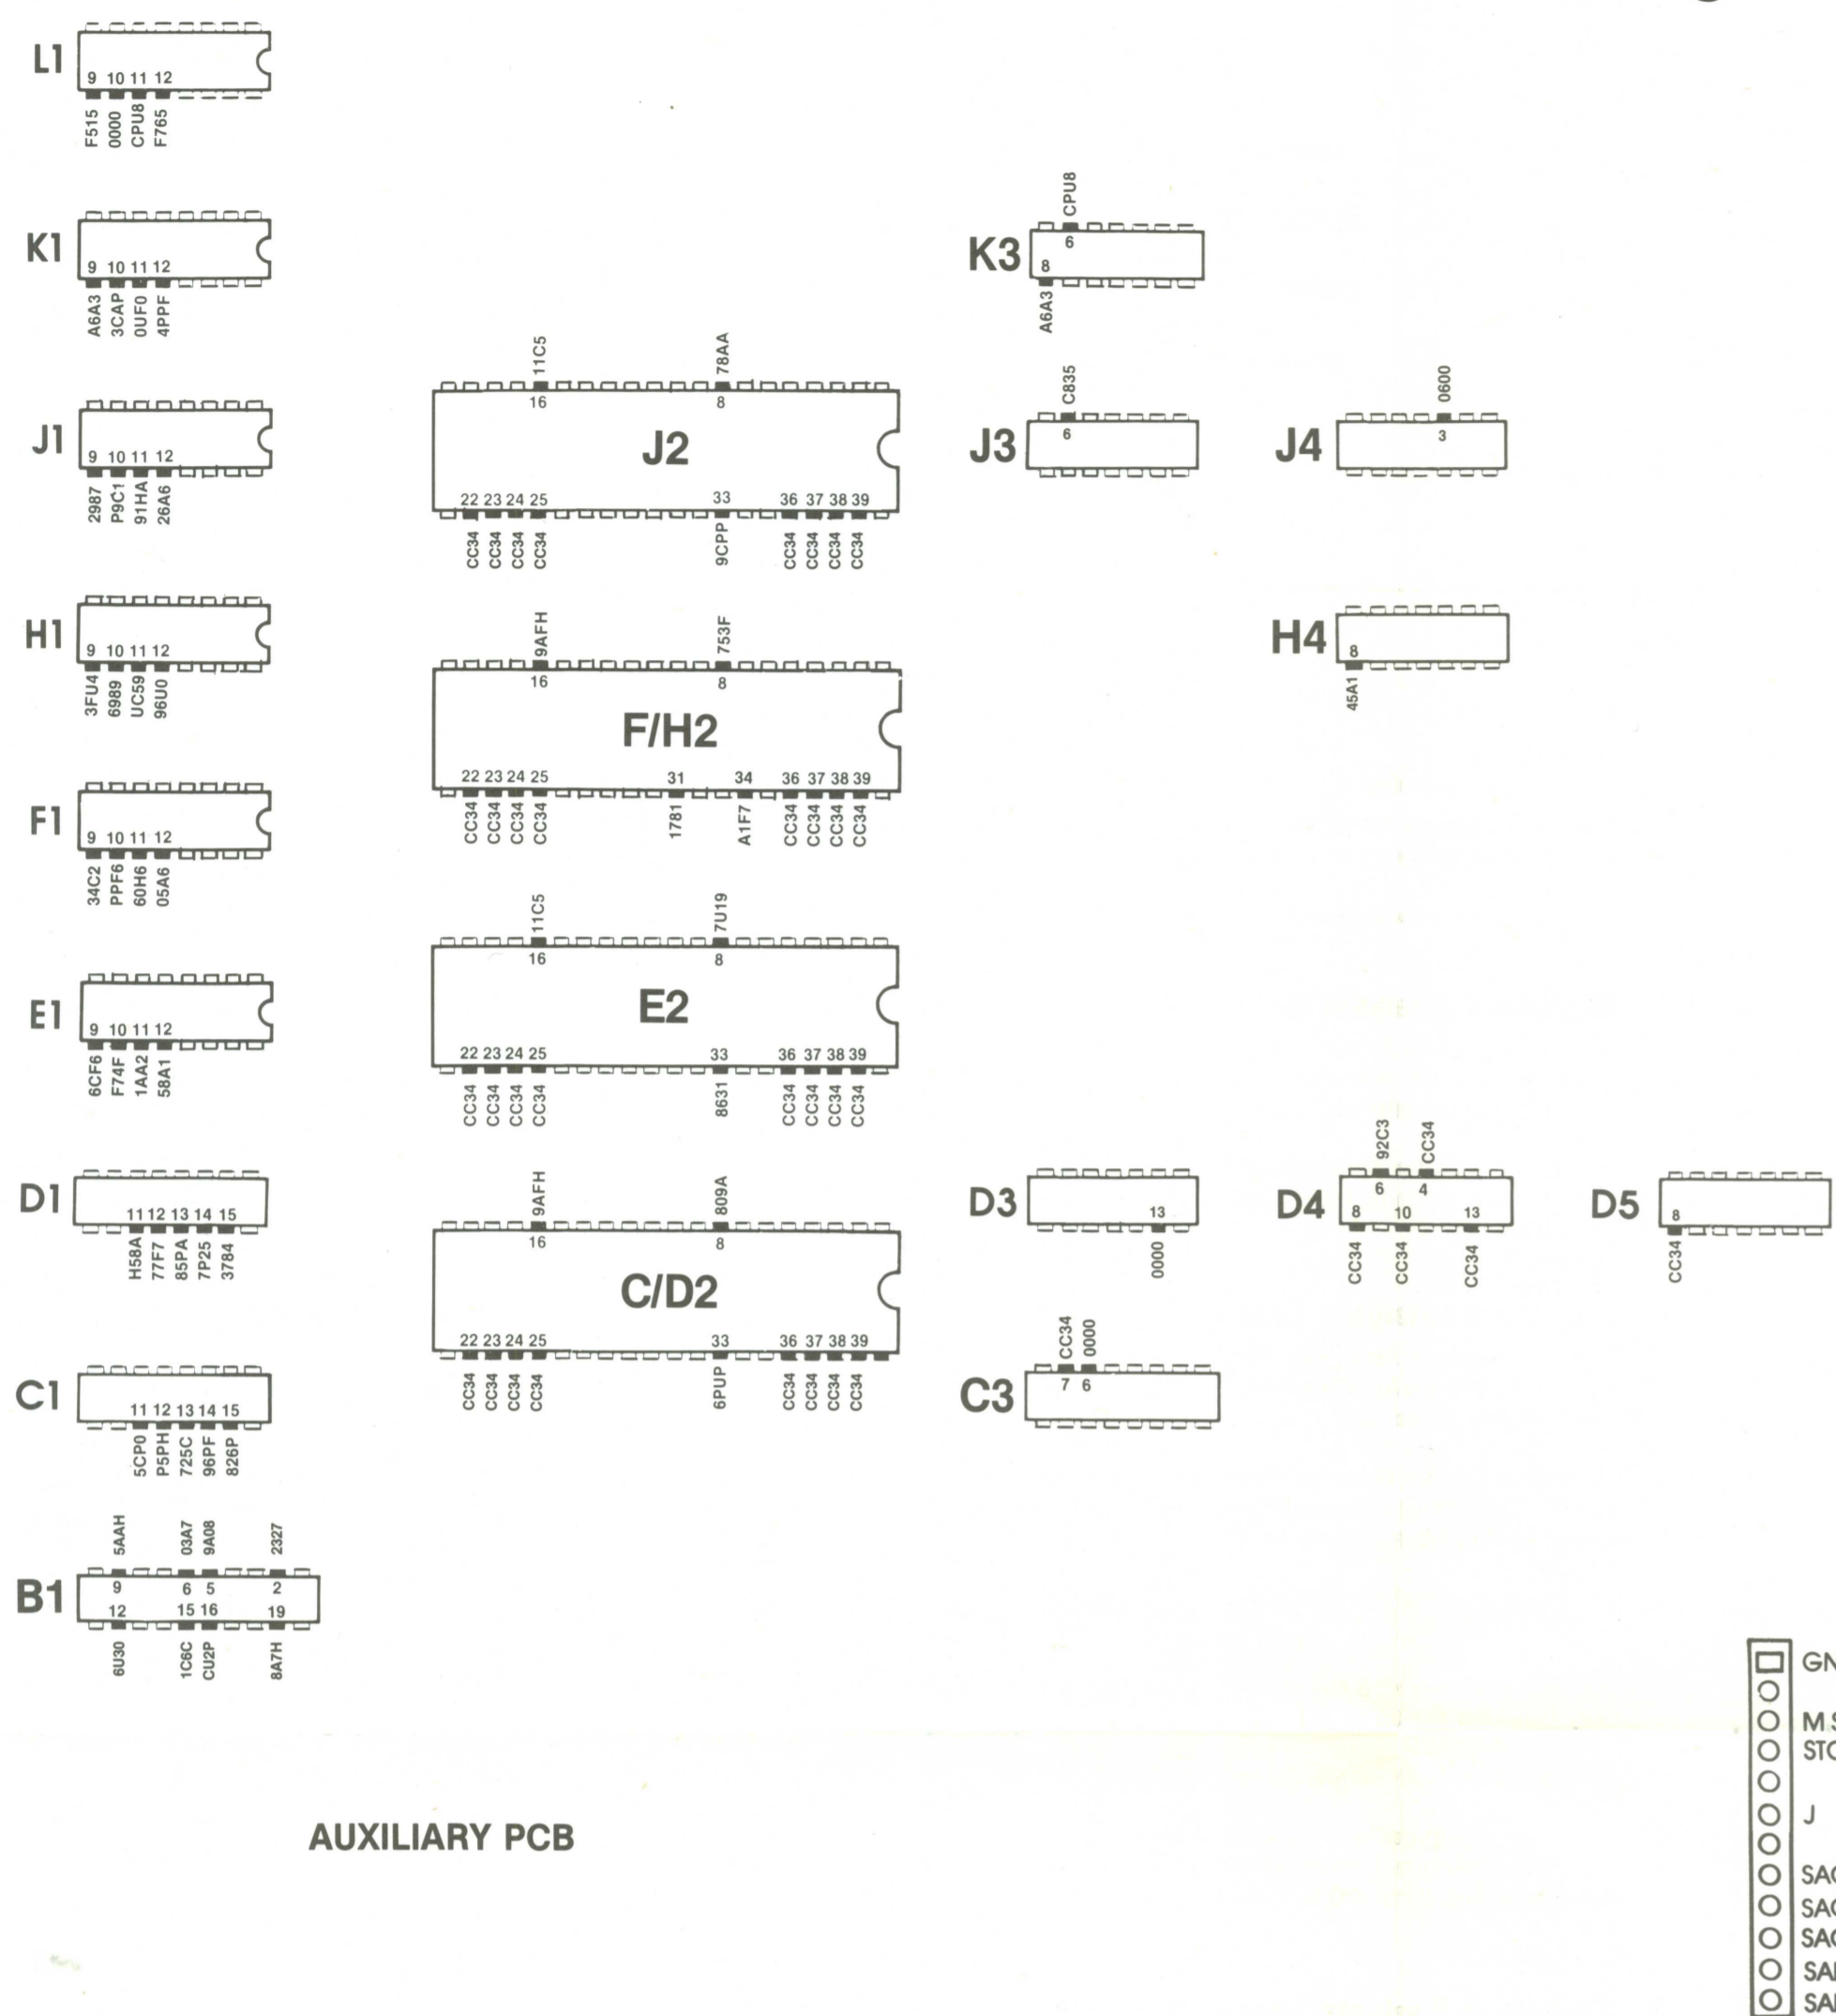 L1
9 10 11 12
F515 0000 CPU8 F765
K1
9 10 11 12
A6A3 3CAP 0UF0 4PPF
J1
9 10 11 12
2987 P9C1 91HA 26A6
H1
9 10 11 12
3FU4 6989 UC59 96U0
F1
9 10 11 12
34C2 PPF6 60H6 05A6
E1
9 10 11 12
6CF6 F74F 1AA2 58A1
D1
11 12 13 14 15
H58A 77F7 85PA 7P25 3784
C1
11 12 13 14 15
5CP0 P5PH 725C 96PF 826P
5AAH 03A7 9A08 2327
B1
9 6 5 2
12 15 16 19
6U30 1C6C CU2P 8A7H
11C5 78AA
16 8
J2
22 23 24 25 33 36 37 38 39
CC34 CC34 CC34 CC34 9CPP CC34 CC34 CC34 CC34
9AFH 753F
16 8
F/H2
22 23 24 25 31 34 36 37 38 39
CC34 CC34 CC34 CC34 1781 A1F7 CC34 CC34 CC34 CC34
11C5 7U19
16 8
E2
22 23 24 25 33 36 37 38 39
CC34 CC34 CC34 CC34 8631 CC34 CC34 CC34 CC34
9AFH 809A
16 8
C/D2
22 23 24 25 33 36 37 38 39
CC34 CC34 CC34 CC34 6PUP CC34 CC34 CC34 CC34
CPU8
K3
6
8
A6A3
C835
J3
6
0600
J4
3
H4
8
45A1
D3
13
0000
92C3 CC34
D4
6 4
8 10 13
CC34 CC34 CC34
D5
8
CC34
CC34 0000
C3
7 6
AUXILIARY PCB
J